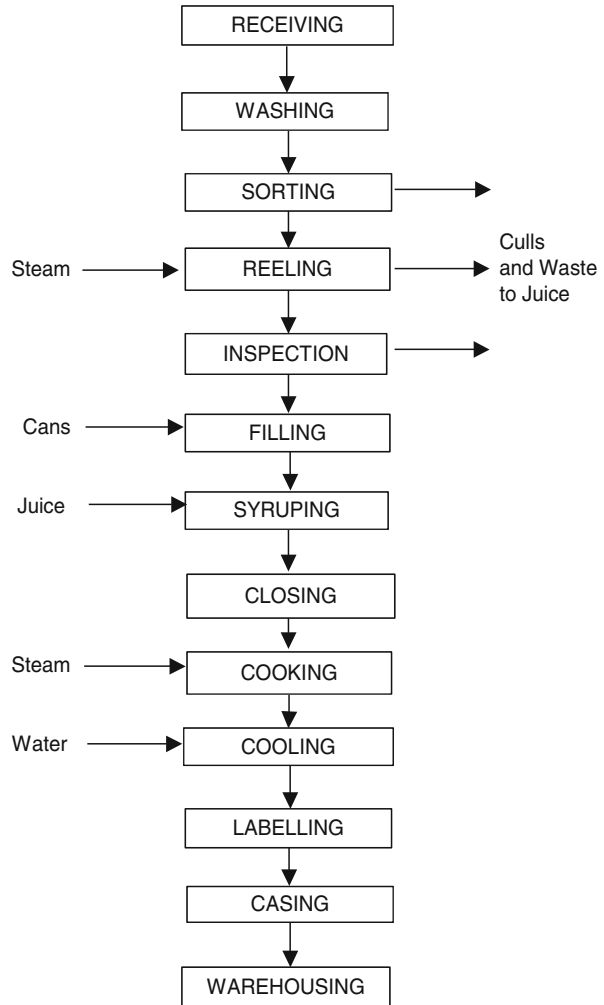 RECEIVING
WASHING
SORTING
Steam
REELING
Culls
and Waste
to Juice
INSPECTION
Cans
FILLING
Juice
SYRUPING
CLOSING
Steam
COOKING
Water
COOLING
LABELLING
CASING
WAREHOUSING